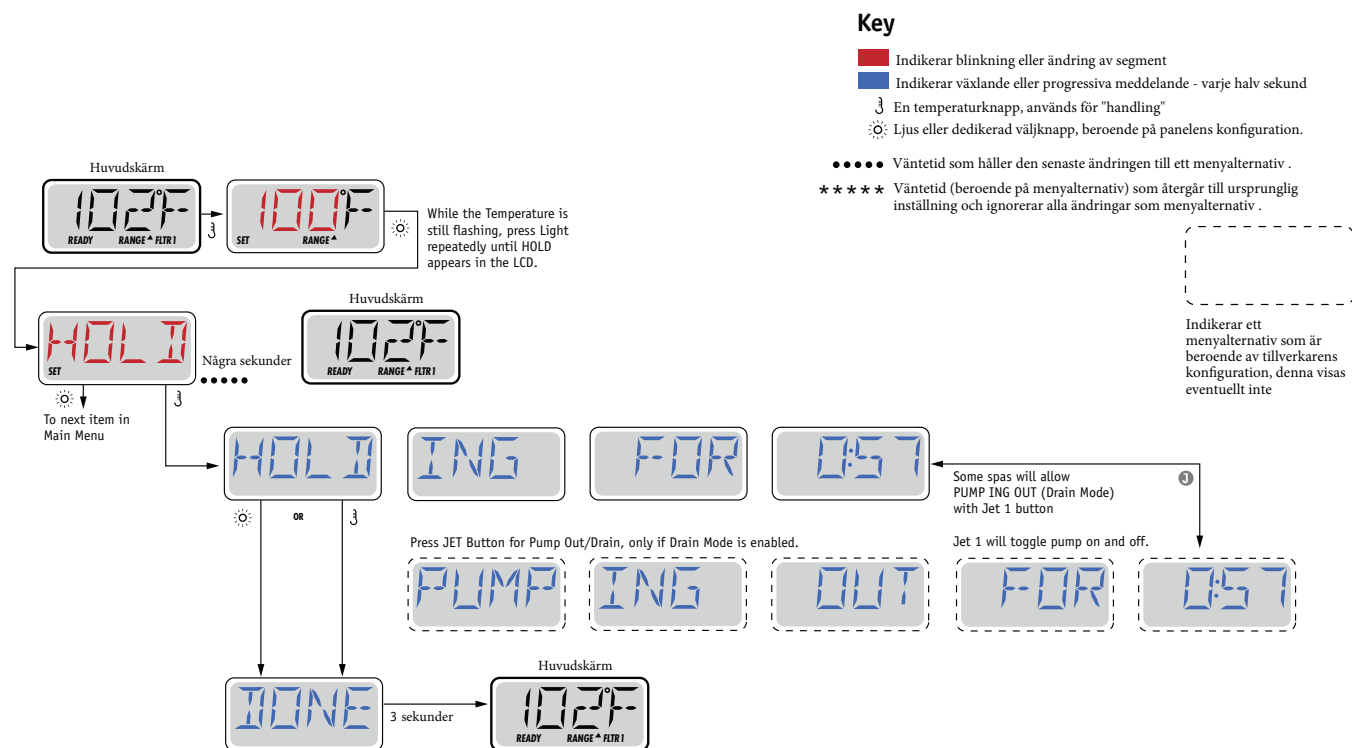 Key
Indikerar blinkning eller ändring av segment
Indikerar växlande eller progressiva meddelande - varje halv sekund
En temperaturknapp, används för "handling"
Ljus eller dedikerad väljknapp, beroende på panelens konfiguration.
••••• Väntetid som håller den senaste ändringen till ett menyalternativ .
***** Väntetid (beroende på menyalternativ) som återgår till ursprunglig
inställning och ignorerar alla ändringar som menyalternativ .
Indikerar ett
menyalternativ som är
beroende av tillverkarens
konfiguration, denna visas
eventuellt inte
Huvudskärm
102°F
READY RANGE FLTR1
100°F
SET RANGE
While the Temperature is
still flashing, press Light
repeatedly until HOLD
appears in the LCD.
HOLD
SET
Några sekunder
•••••
Huvudskärm
102°F
READY RANGE FLTR1
To next item in
Main Menu
HOLD
ING
FOR
0:57
Some spas will allow
PUMP ING OUT (Drain Mode)
with Jet 1 button
J
OR
Press JET Button for Pump Out/Drain, only if Drain Mode is enabled.
Jet 1 will toggle pump on and off.
PUMP
ING
OUT
FOR
0:57
DONE
3 sekunder
Huvudskärm
102°F
READY RANGE FLTR1